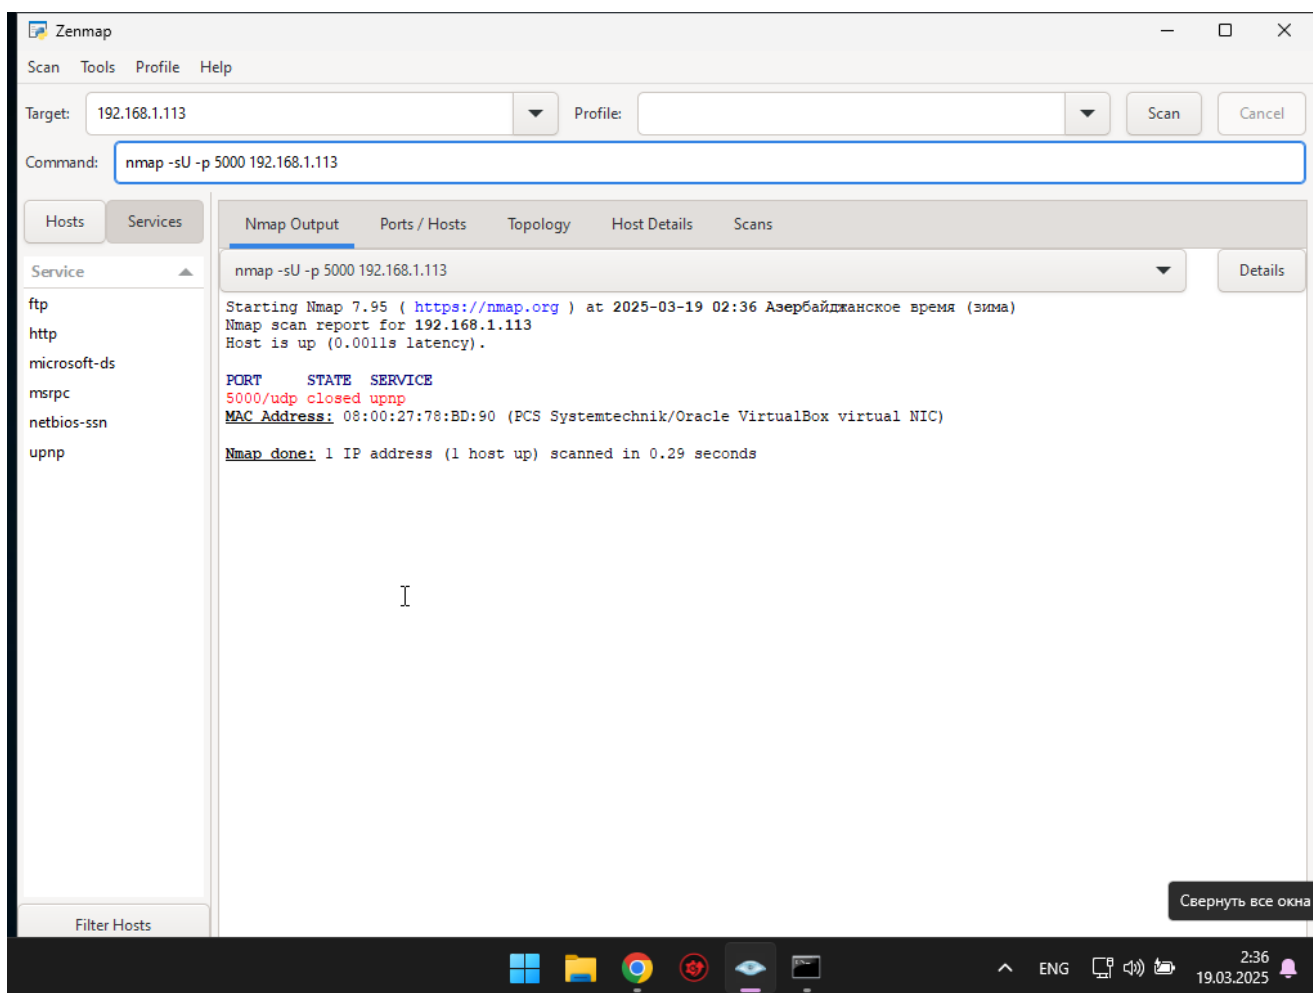 Zenmap
Scan Tools Profile Help
Target: 192.168.1.113 Profile: Scan Cancel
Command: nmap -sU -p 5000 192.168.1.113
Hosts Services
Nmap Output Ports / Hosts Topology Host Details Scans
Service
nmap -sU -p 5000 192.168.1.113 Details
ftp
http
microsoft-ds
msrpc
netbios-ssn
upnp
Starting Nmap 7.95 ( https://nmap.org ) at 2025-03-19 02:36 Азербайджанское время (зима)
Nmap scan report for 192.168.1.113
Host is up (0.0011s latency).
PORT STATE SERVICE
5000/udp closed upnp
MAC Address: 08:00:27:78:BD:90 (PCS Systemtechnik/Oracle VirtualBox virtual NIC)
Nmap done: 1 IP address (1 host up) scanned in 0.29 seconds
Свернуть все окна
Filter Hosts
ENG
2:36
19.03.2025